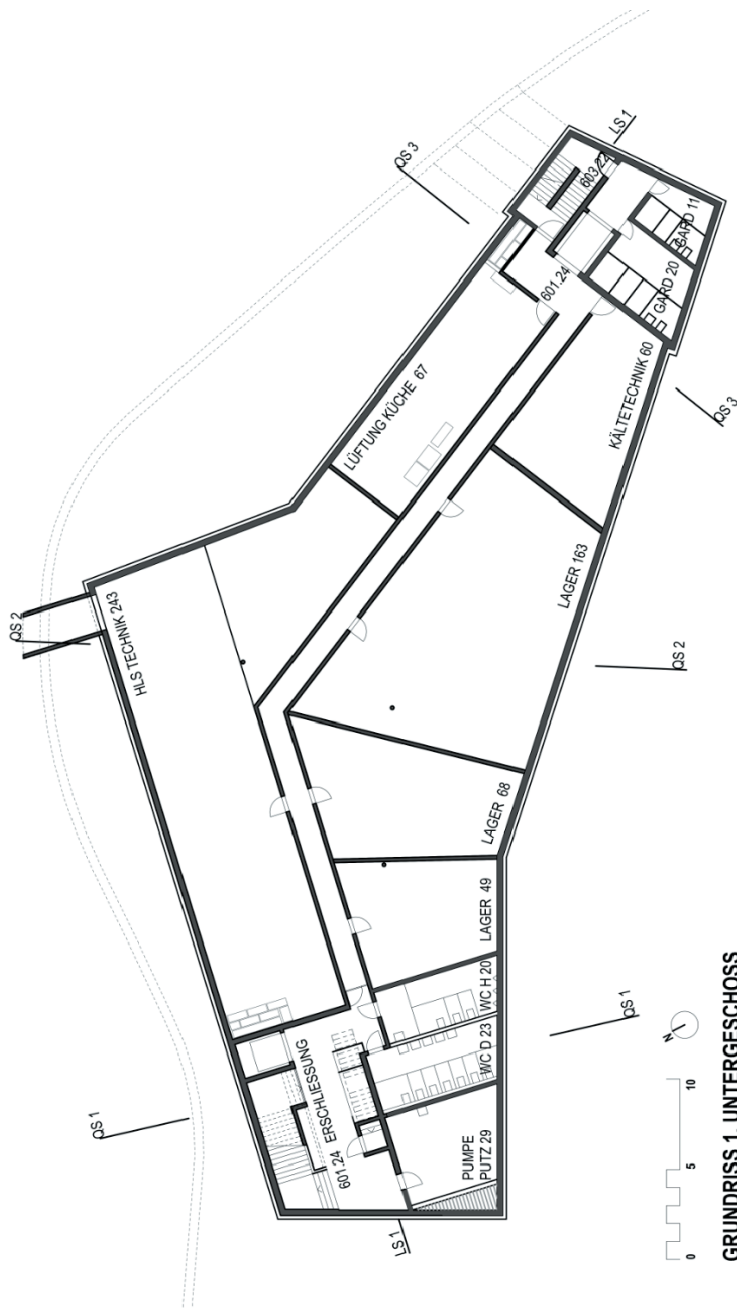 QS 3
LS 1
603.22
GARD 11
GARD 20
601.24
LÜFTUNG KÜCHE 67
KÄLTETECHNIK 60
QS 3
QS 2
HLS TECHNIK 243
LAGER 163
QS 2
LAGER 68
LAGER 49
WC H 20
WC D 23
QS 1
QS 1
601.24 ERSCHLIESSUNG
PUMPE
PUTZ 29
LS 1
N
0 5 10
GRUNDRISS 1. UNTERGESCHOSS